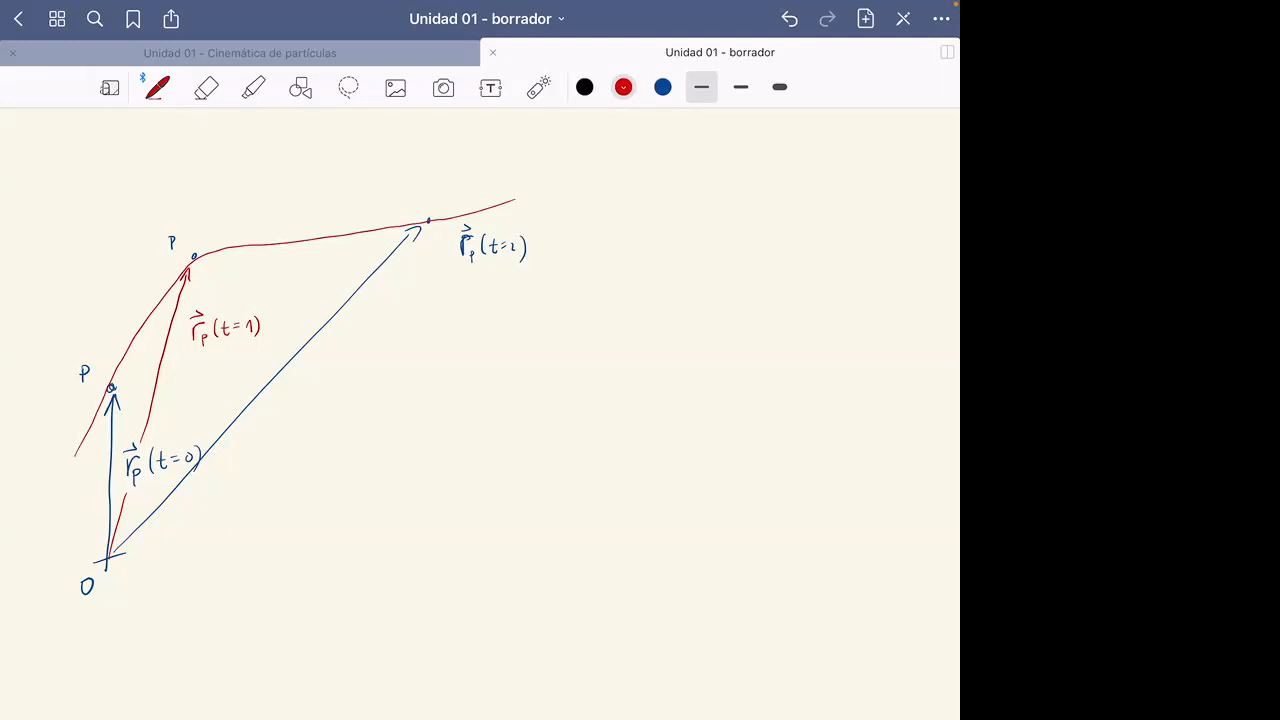 Unidad 01 - borrador
Unidad 01 - Cinemática de partículas
Unidad 01 - borrador
T
P
r⃗p (t=2)
r⃗p (t=1)
P
r⃗p (t=0)
O